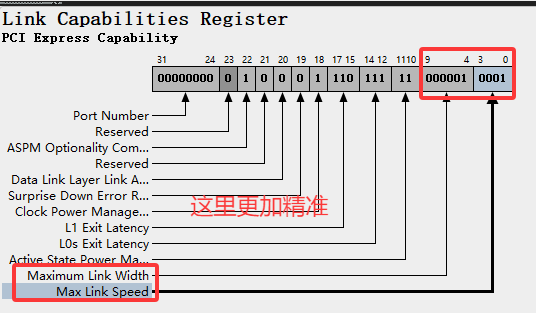 Link Capabilities Register
PCI Express Capability
31 24 23 22 21 20 19 18 17 15 14 12 1110 9 4 3 0
00000000 0 1 0 0 0 1 110 111 11 000001 0001
Port Number
Reserved
ASPM Optionality Com...
Reserved
Data Link Layer Link A...
Surprise Down Error R...
Clock Power Manage...
这里更加精准
L1 Exit Latency
L0s Exit Latency
Active State Power Ma...
Maximum Link Width
Max Link Speed